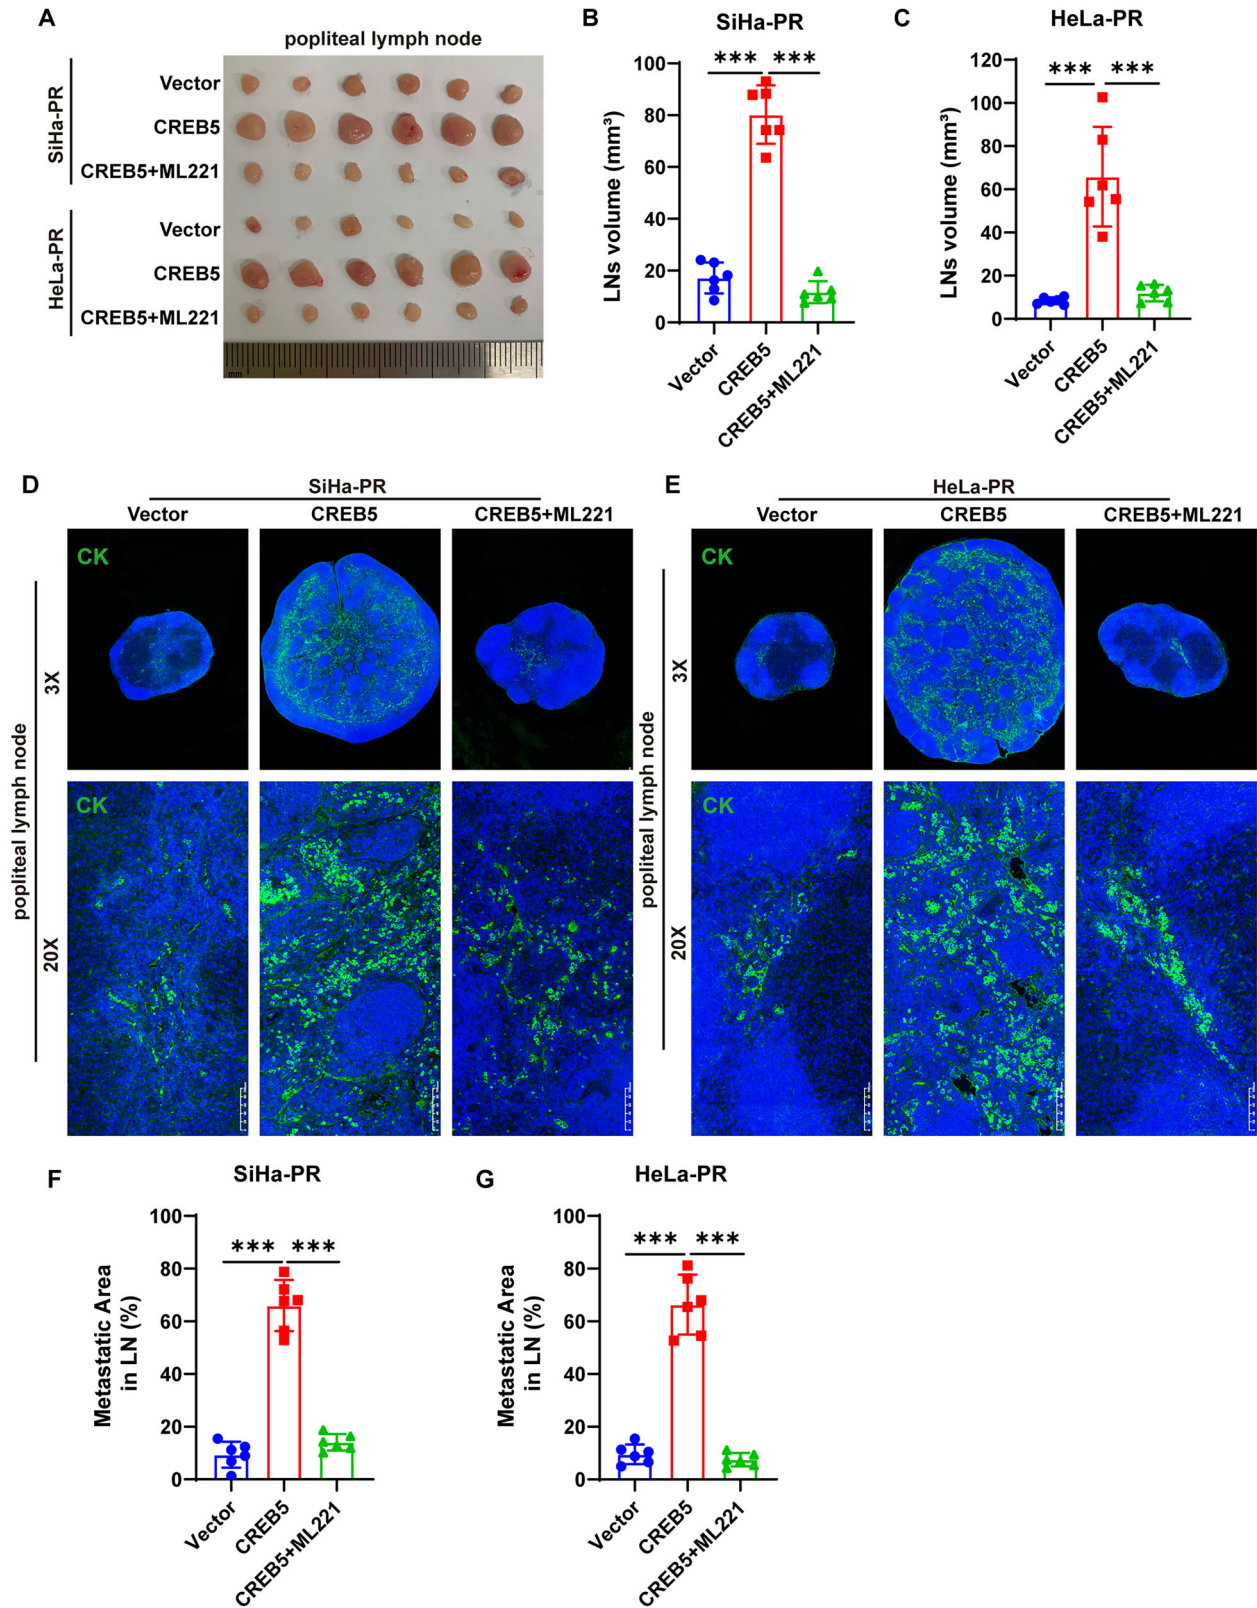 A
popliteal lymph node
SiHa-PR
Vector
CREB5
CREB5+ML221
HeLa-PR
Vector
CREB5
CREB5+ML221
mm
B
SiHa-PR
LNs volume (mm³)
100
80
60
40
20
0
*** ***
Vector
CREB5
CREB5+ML221
C
HeLa-PR
LNs volume (mm³)
120
100
80
60
40
20
0
*** ***
Vector
CREB5
CREB5+ML221
D
SiHa-PR
Vector CREB5 CREB5+ML221
popliteal lymph node
3X
CK
20X
CK
E
HeLa-PR
Vector CREB5 CREB5+ML221
popliteal lymph node
3X
CK
20X
CK
F
SiHa-PR
Metastatic Area
in LN (%)
100
80
60
40
20
0
*** ***
Vector
CREB5
CREB5+ML221
G
HeLa-PR
Metastatic Area
in LN (%)
100
80
60
40
20
0
*** ***
Vector
CREB5
CREB5+ML221